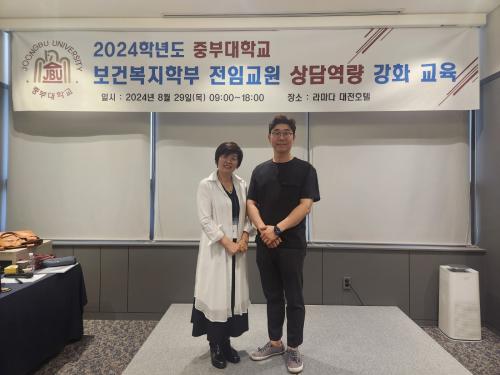 JOONGBU UNIVERSITY
JBU
중부대학교
2024학년도 중부대학교
보건복지학부 전임교원 상담역량 강화 교육
일시 : 2024년 8월 29일(목) 09:00~18:00 장소 : 라마다 대전호텔